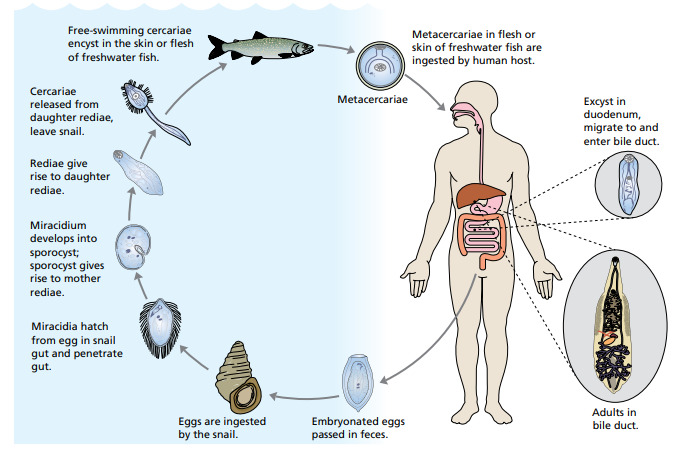 Free-swimming cercariae
encyst in the skin or flesh
of freshwater fish.
Metacercariae in flesh or
skin of freshwater fish are
ingested by human host.
Metacercariae
Cercariae
released from
daughter rediae,
leave snail.
Excyst in
duodenum,
migrate to and
enter bile duct.
Rediae give
rise to daughter
rediae.
Miracidium
develops into
sporocyst;
sporocyst gives
rise to mother
rediae.
Miracidia hatch
from egg in snail
gut and penetrate
gut.
Eggs are ingested
by the snail.
Embryonated eggs
passed in feces.
Adults in
bile duct.